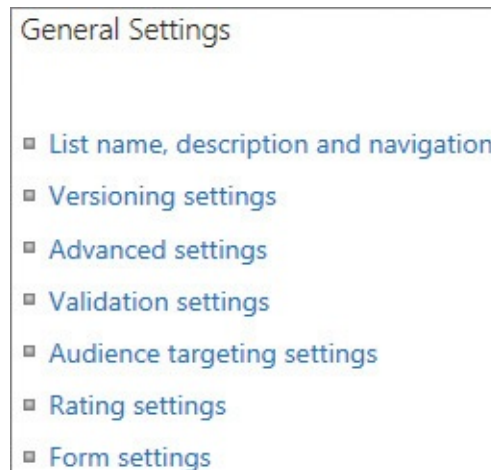 General Settings
List name, description and navigation
Versioning settings
Advanced settings
Validation settings
Audience targeting settings
Rating settings
Form settings